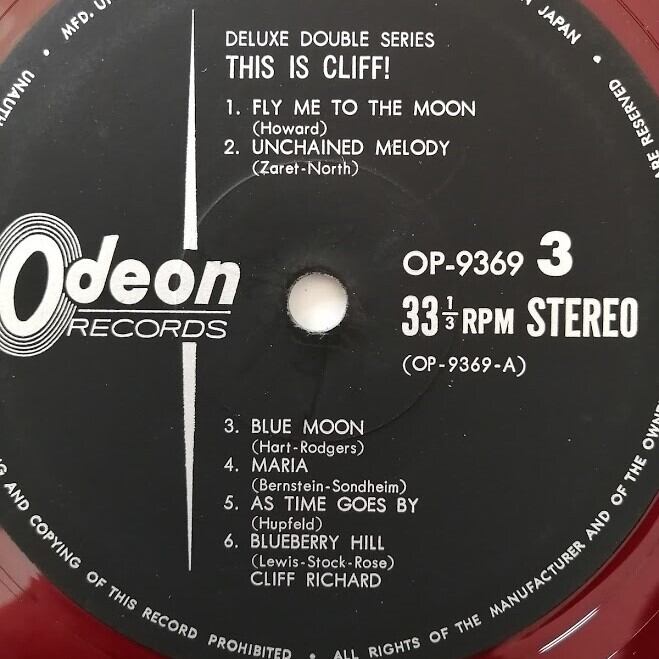 DELUXE DOUBLE SERIES
THIS IS CLIFF!
1. FLY ME TO THE MOON
(Howard)
2. UNCHAINED MELODY
(Zaret-North)
Odeon
RECORDS
OP-9369 3
33 1/3 RPM STEREO
(OP-9369-A)
3. BLUE MOON
(Hart-Rodgers)
4. MARIA
(Bernstein-Sondheim)
5. AS TIME GOES BY
(Hupfeld)
6. BLUEBERRY HILL
(Lewis-Stock-Rose)
CLIFF RICHARD
MFD. JAPAN • ARE RESERVED
AND COPYING OF THIS RECORD PROHIBITED • ALL RIGHTS OF THE MANUFACTURER AND OF THE